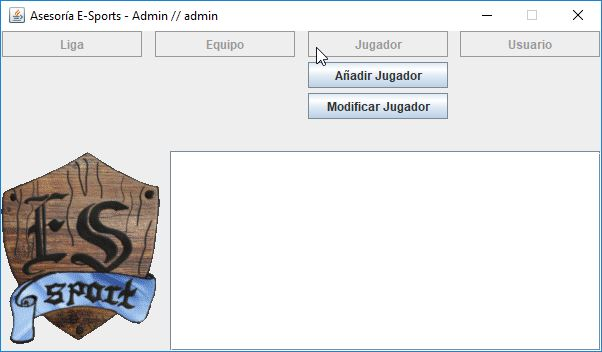 Asesoría E-Sports - Admin // admin
Liga
Equipo
Jugador
Usuario
Añadir Jugador
Modificar Jugador
ES
sport